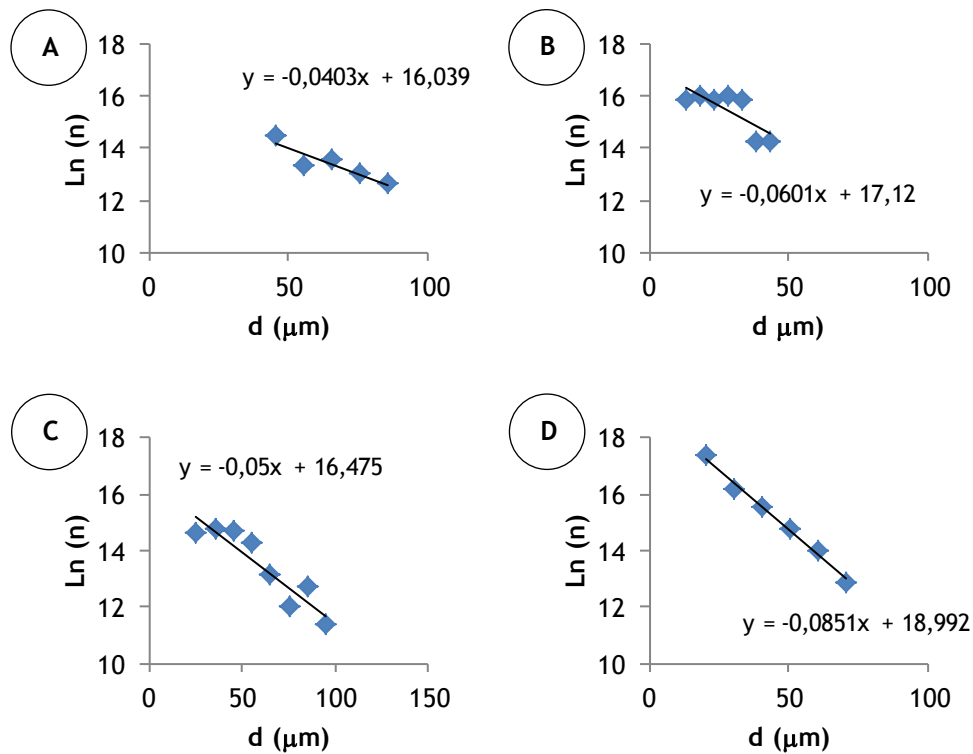 A
18
16
14
12
10
Ln (n)
y = -0,0403x + 16,039
0
50
100
d (μm)
B
18
16
14
12
10
Ln (n)
y = -0,0601x + 17,12
0
50
100
d μm)
C
18
16
14
12
10
Ln (n)
y = -0,05x + 16,475
0
50
100
150
d (μm)
D
18
16
14
12
10
Ln (n)
y = -0,0851x + 18,992
0
50
100
d (μm)